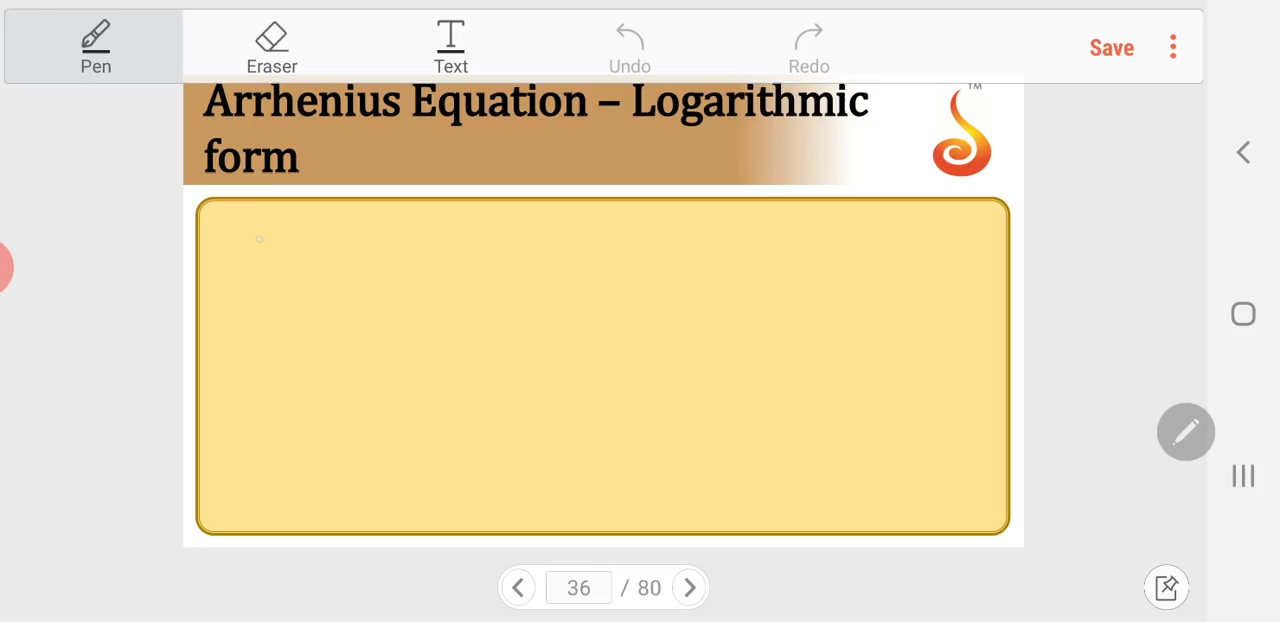 Pen Eraser Text Undo Redo Save
Arrhenius Equation – Logarithmic
form
TM
36 / 80